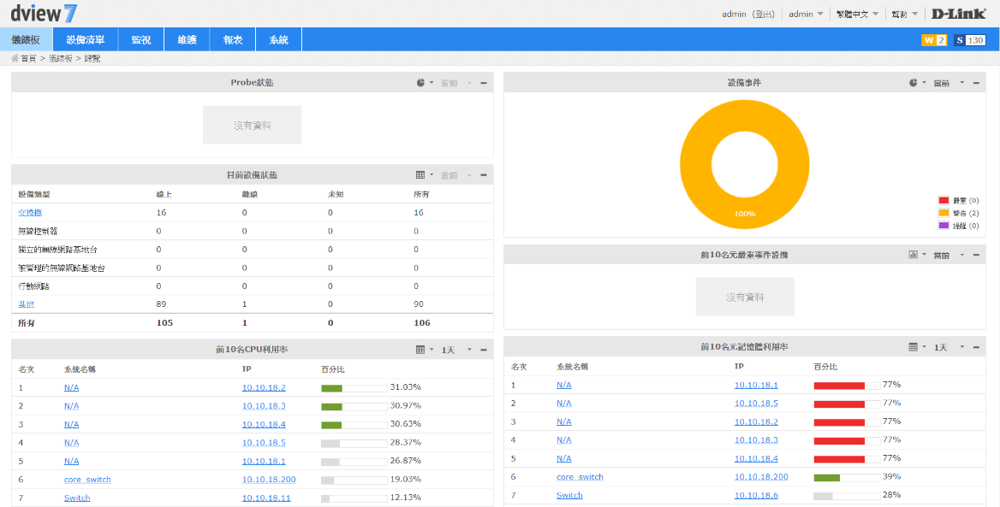 dview 7
admin (登出) admin 繁體中文 幫助 D-Link
儀錶板 設備清單 監視 維護 報表 系統 W 2 S 130
首頁 > 儀錶板 > 總覽
Probe狀態 當前
沒有資料
目前設備狀態 當前
設備類型 線上 離線 未知 所有
交換機 16 0 0 16
無線控制器 0 0 0 0
獨立的無線網路基地台 0 0 0 0
被管理的無線網路基地台 0 0 0 0
行動網路 0 0 0 0
其他 89 1 0 90
所有 105 1 0 106
前10名CPU利用率 1天
名次 系統名稱 IP 百分比
1 N/A 10.10.18.2 31.03%
2 N/A 10.10.18.3 30.97%
3 N/A 10.10.18.4 30.63%
4 N/A 10.10.18.5 28.37%
5 N/A 10.10.18.1 26.87%
6 core_switch 10.10.18.200 19.03%
7 Switch 10.10.18.11 12.13%
設備事件 當前
100%
嚴重 (0)
警告 (2)
提醒 (0)
前10名元嚴重事件設備 當前
沒有資料
前10名元記憶體利用率 1天
名次 系統名稱 IP 百分比
1 N/A 10.10.18.1 77%
2 N/A 10.10.18.5 77%
3 N/A 10.10.18.2 77%
4 N/A 10.10.18.3 77%
5 N/A 10.10.18.4 77%
6 core_switch 10.10.18.200 39%
7 Switch 10.10.18.6 28%